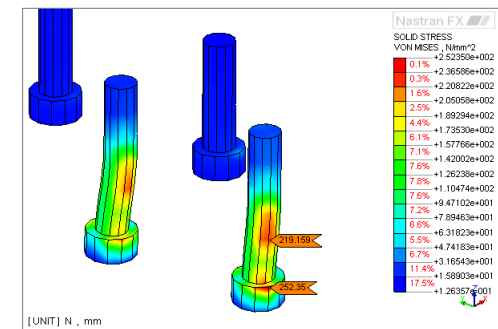 Nastran FX
SOLID STRESS
VON MISES , N/mm^2
+2.52350e+002
0.1%
+2.36586e+002
0.3%
+2.20822e+002
1.6%
+2.05058e+002
2.5%
+1.89294e+002
4.4%
+1.73530e+002
6.1%
+1.57766e+002
7.1%
+1.42002e+002
7.6%
+1.26238e+002
7.8%
+1.10474e+002
7.6%
+9.47102e+001
7.2%
+7.89463e+001
6.6%
+6.31823e+001
5.5%
+4.74183e+001
6.7%
+3.16543e+001
11.4%
+1.58903e+001
17.5%
+1.26357e-001
219.159
252.35
[UNIT] N , mm